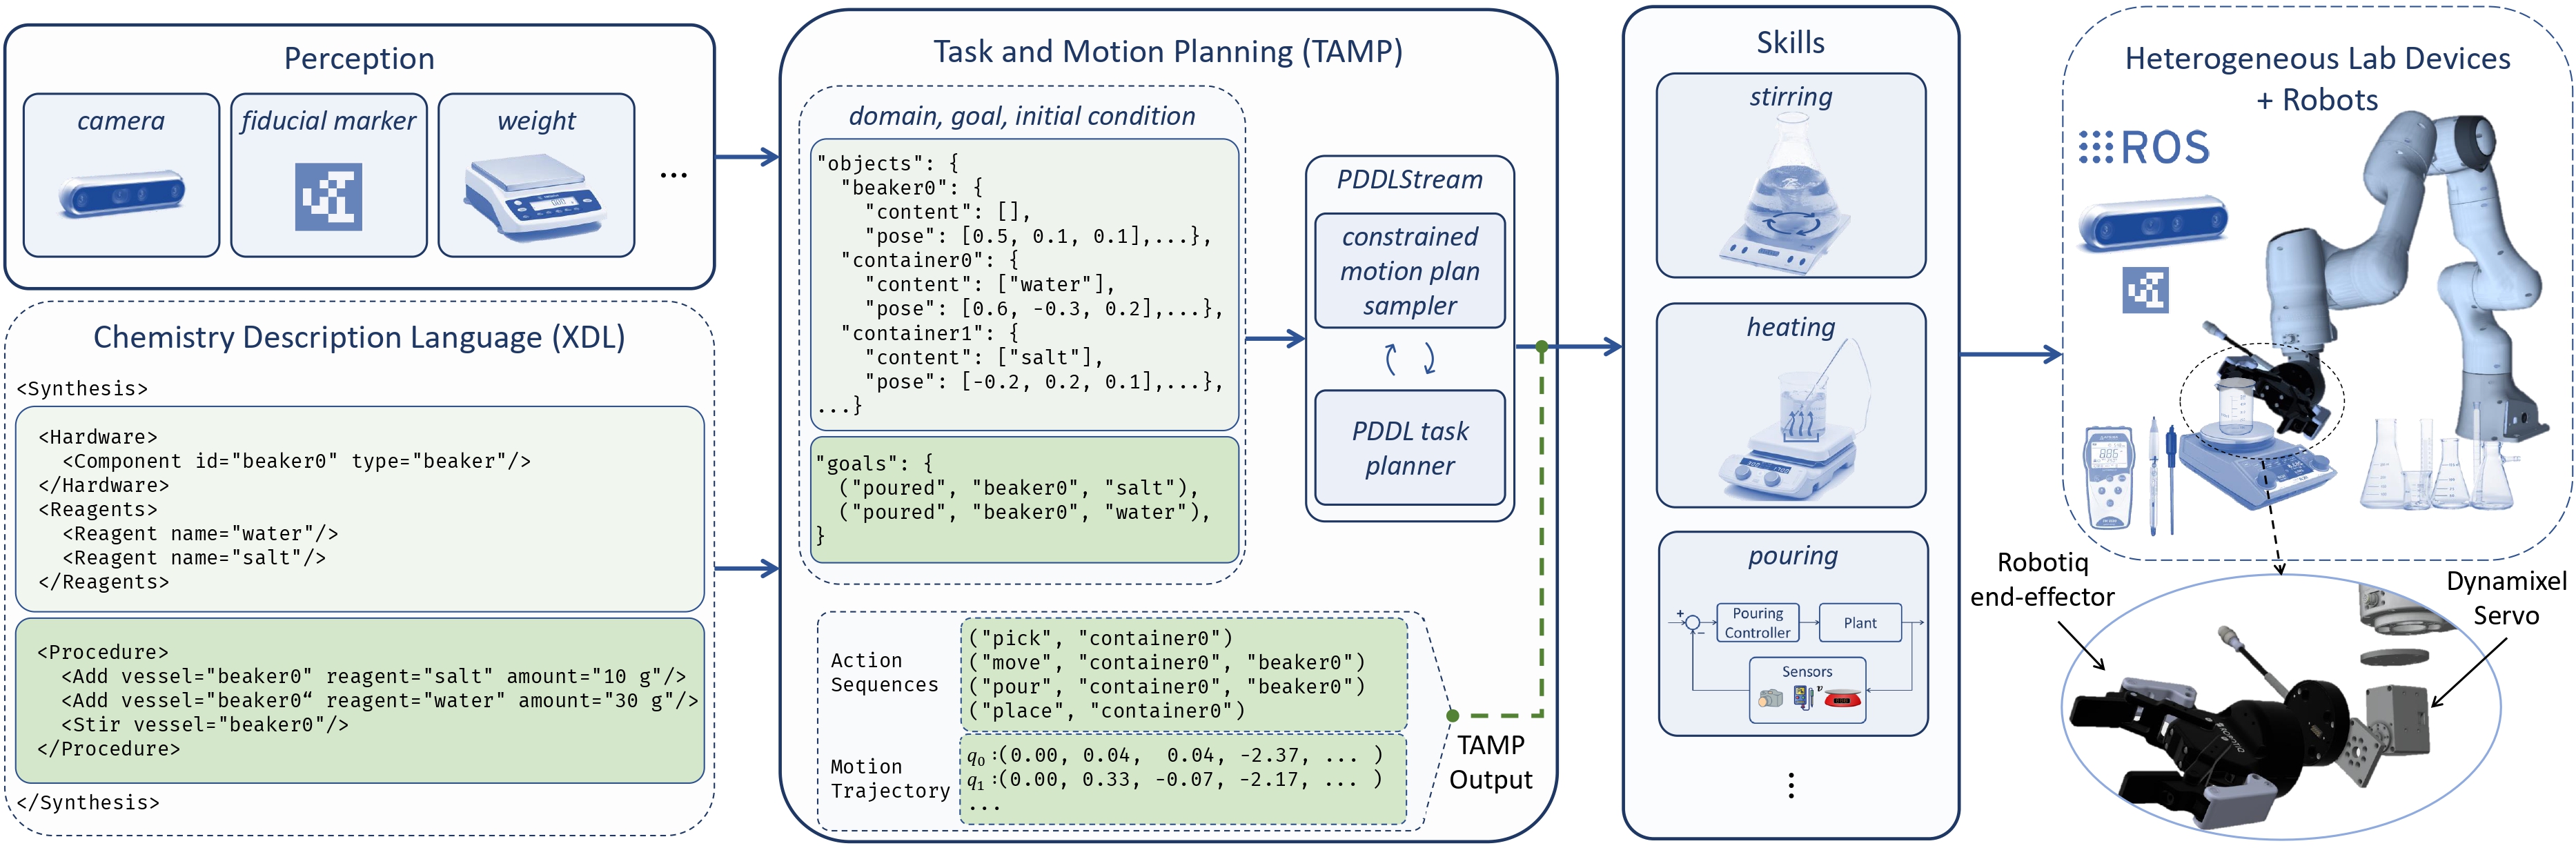 Perception
camera
fiducial marker
weight
...
Chemistry Description Language (XDL)
<Synthesis>
<Hardware>
<Component id="beaker0" type="beaker"/>
</Hardware>
<Reagents>
<Reagent name="water"/>
<Reagent name="salt"/>
</Reagents>
<Procedure>
<Add vessel="beaker0" reagent="salt" amount="10 g"/>
<Add vessel="beaker0“ reagent="water" amount="30 g"/>
<Stir vessel="beaker0"/>
</Procedure>
</Synthesis>
Task and Motion Planning (TAMP)
domain, goal, initial condition
"objects": {
"beaker0": {
"content": [],
"pose": [0.5, 0.1, 0.1],...},
"container0": {
"content": ["water"],
"pose": [0.6, -0.3, 0.2],...},
"container1": {
"content": ["salt"],
"pose": [-0.2, 0.2, 0.1],...},
...}
"goals": {
("poured", "beaker0", "salt"),
("poured", "beaker0", "water"),
}
PDDLStream
constrained
motion plan
sampler
PDDL task
planner
Action
Sequences
("pick", "container0")
("move", "container0", "beaker0")
("pour", "container0", "beaker0")
("place", "container0")
Motion
Trajectory
q₀:(0.00, 0.04, 0.04, -2.37, ... )
q₁:(0.00, 0.33, -0.07, -2.17, ... )
...
TAMP
Output
Skills
stirring
heating
pouring
+
−
Pouring
Controller
Plant
Sensors
Heterogeneous Lab Devices
+ Robots
ROS
Robotiq
end-effector
Dynamixel
Servo
ROBOTIQ